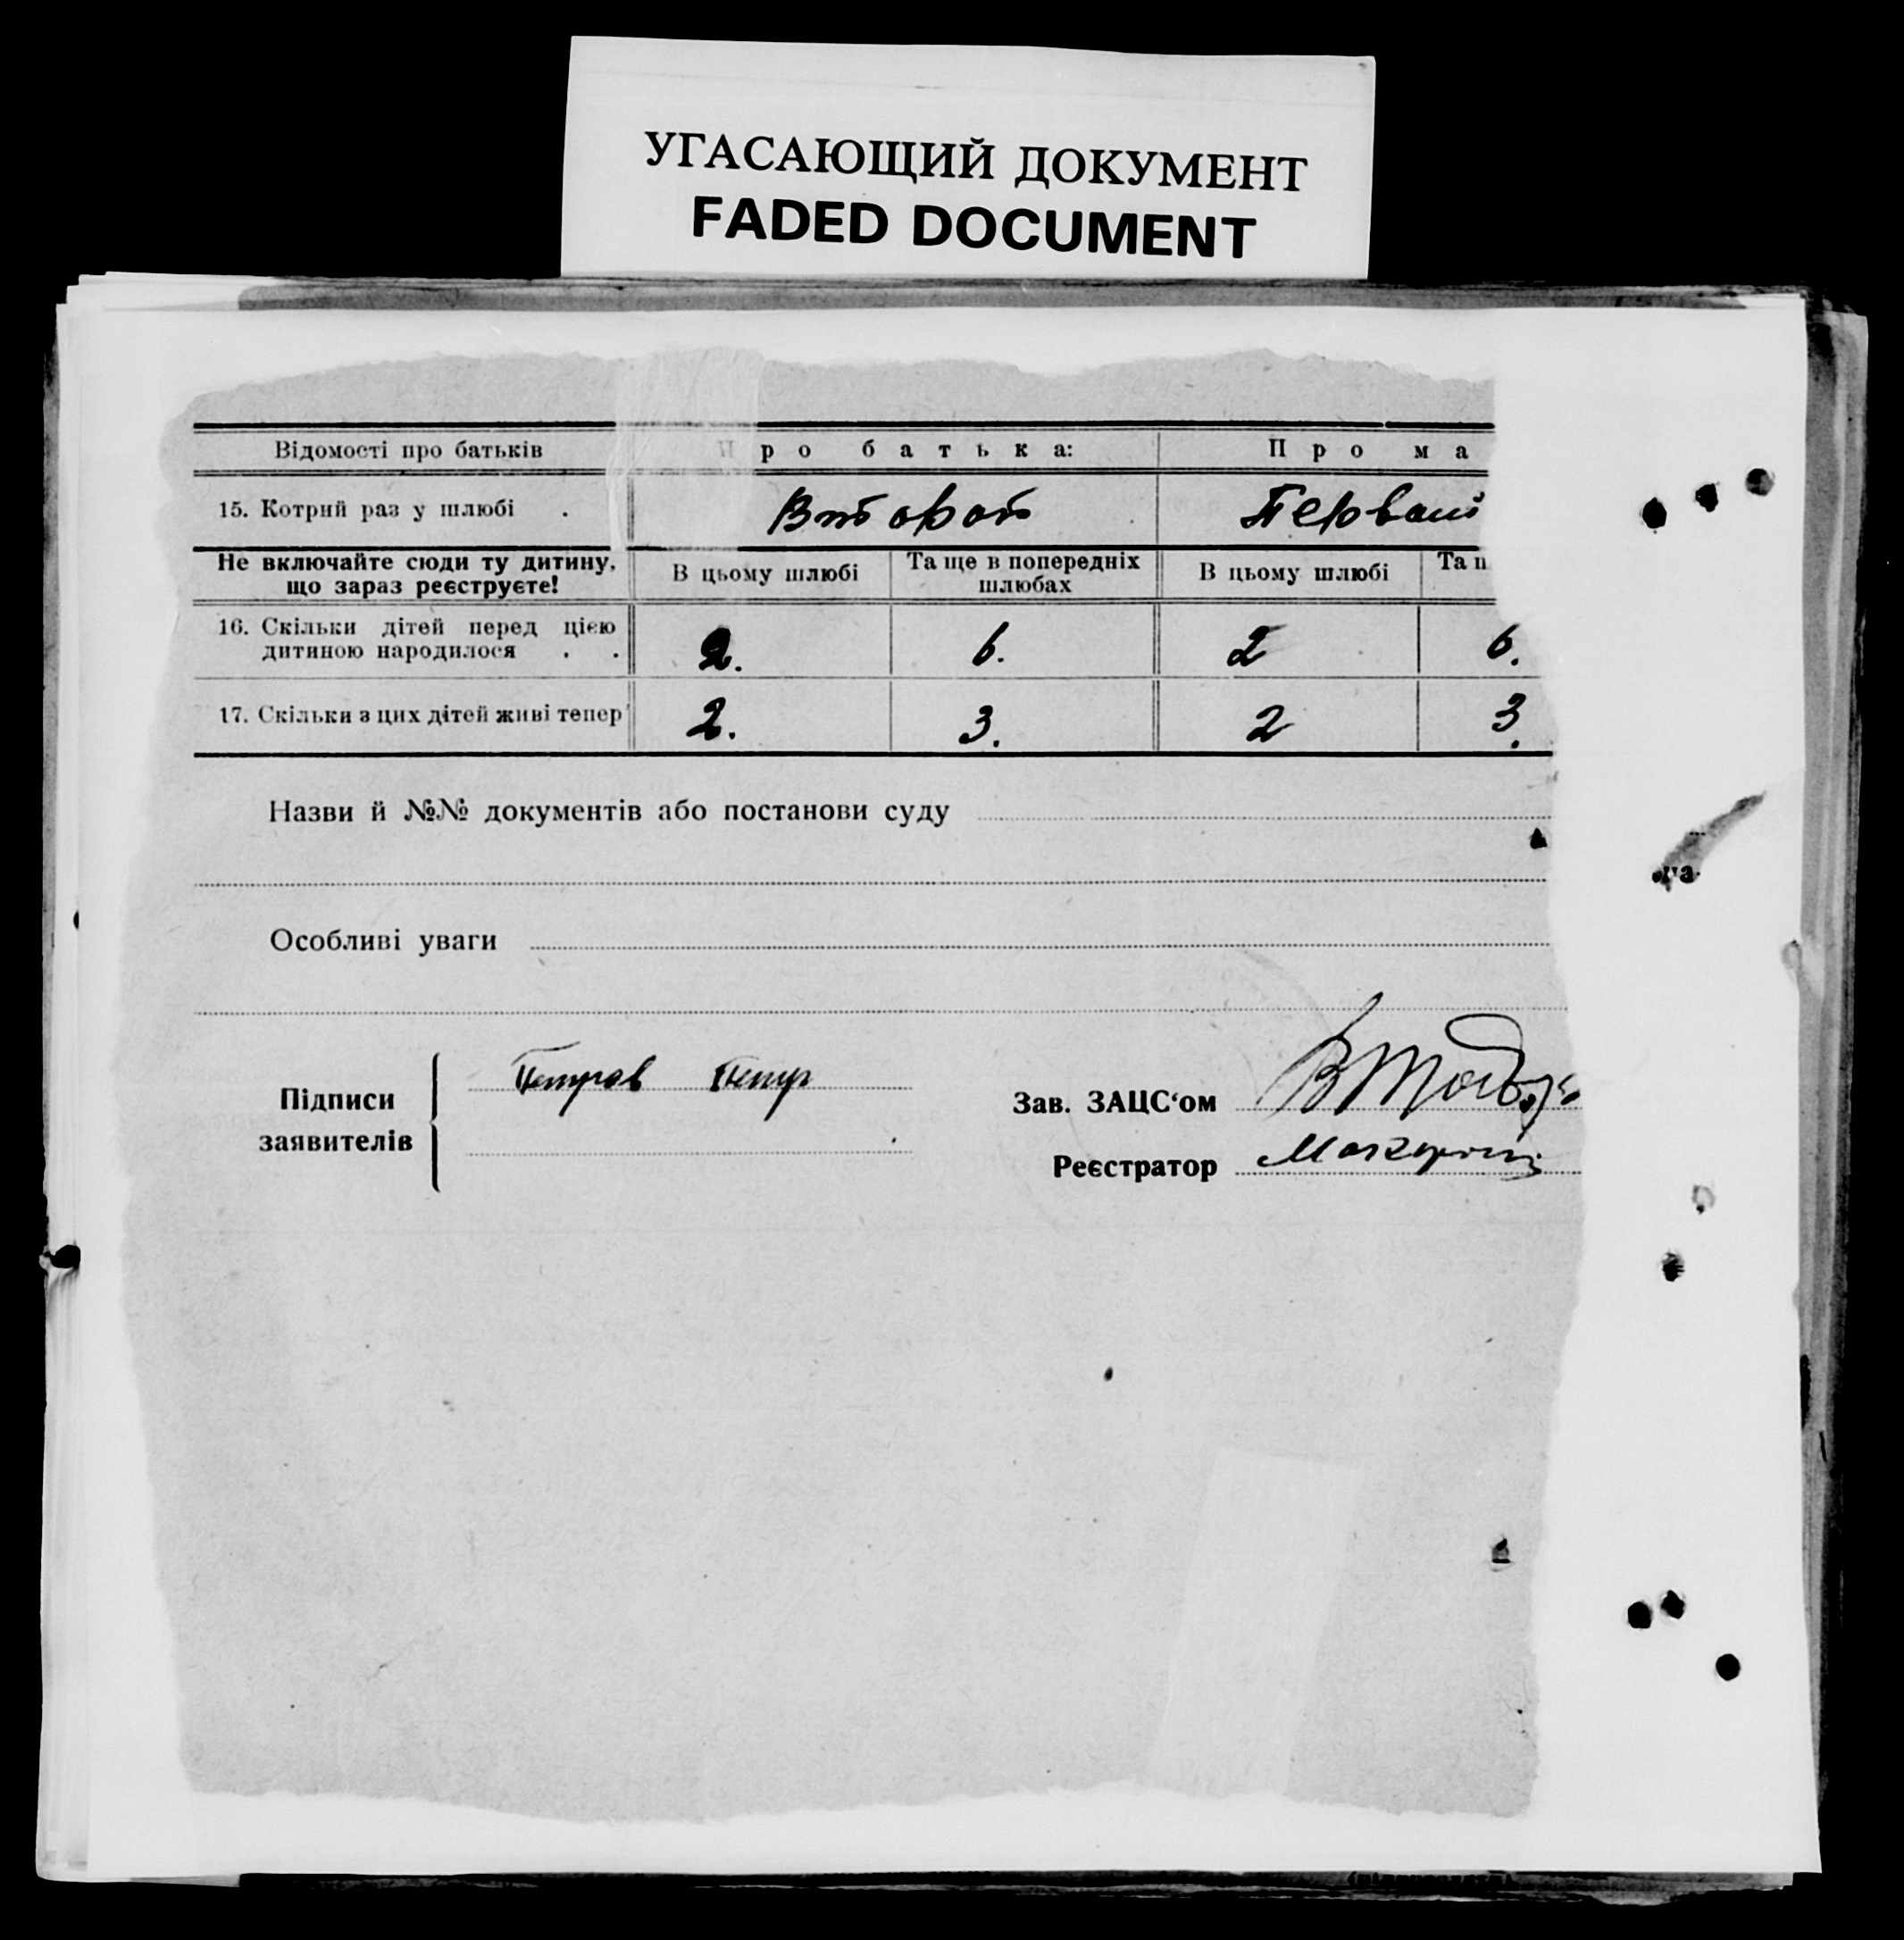 УГАСАЮЩИЙ ДОКУМЕНТ
FADED DOCUMENT
Відомості про батьків Про батька: Про ма
15. Котрий раз у шлюбі . Второй Первый
Не включайте сюди ту дитину, що зараз реєструєте! В цьому шлюбі Та ще в попередніх шлюбах В цьому шлюбі Та п
16. Скільки дітей перед цією
дитиною народилося . . 2. 6. 2 6.
17. Скільки з цих дітей живі тепер 2. 3. 2 3.
Назви й №№ документів або постанови суду
Особливі уваги
Підписи заявителів Петров Петр
Зав. ЗАЦС‘ом
Реєстратор